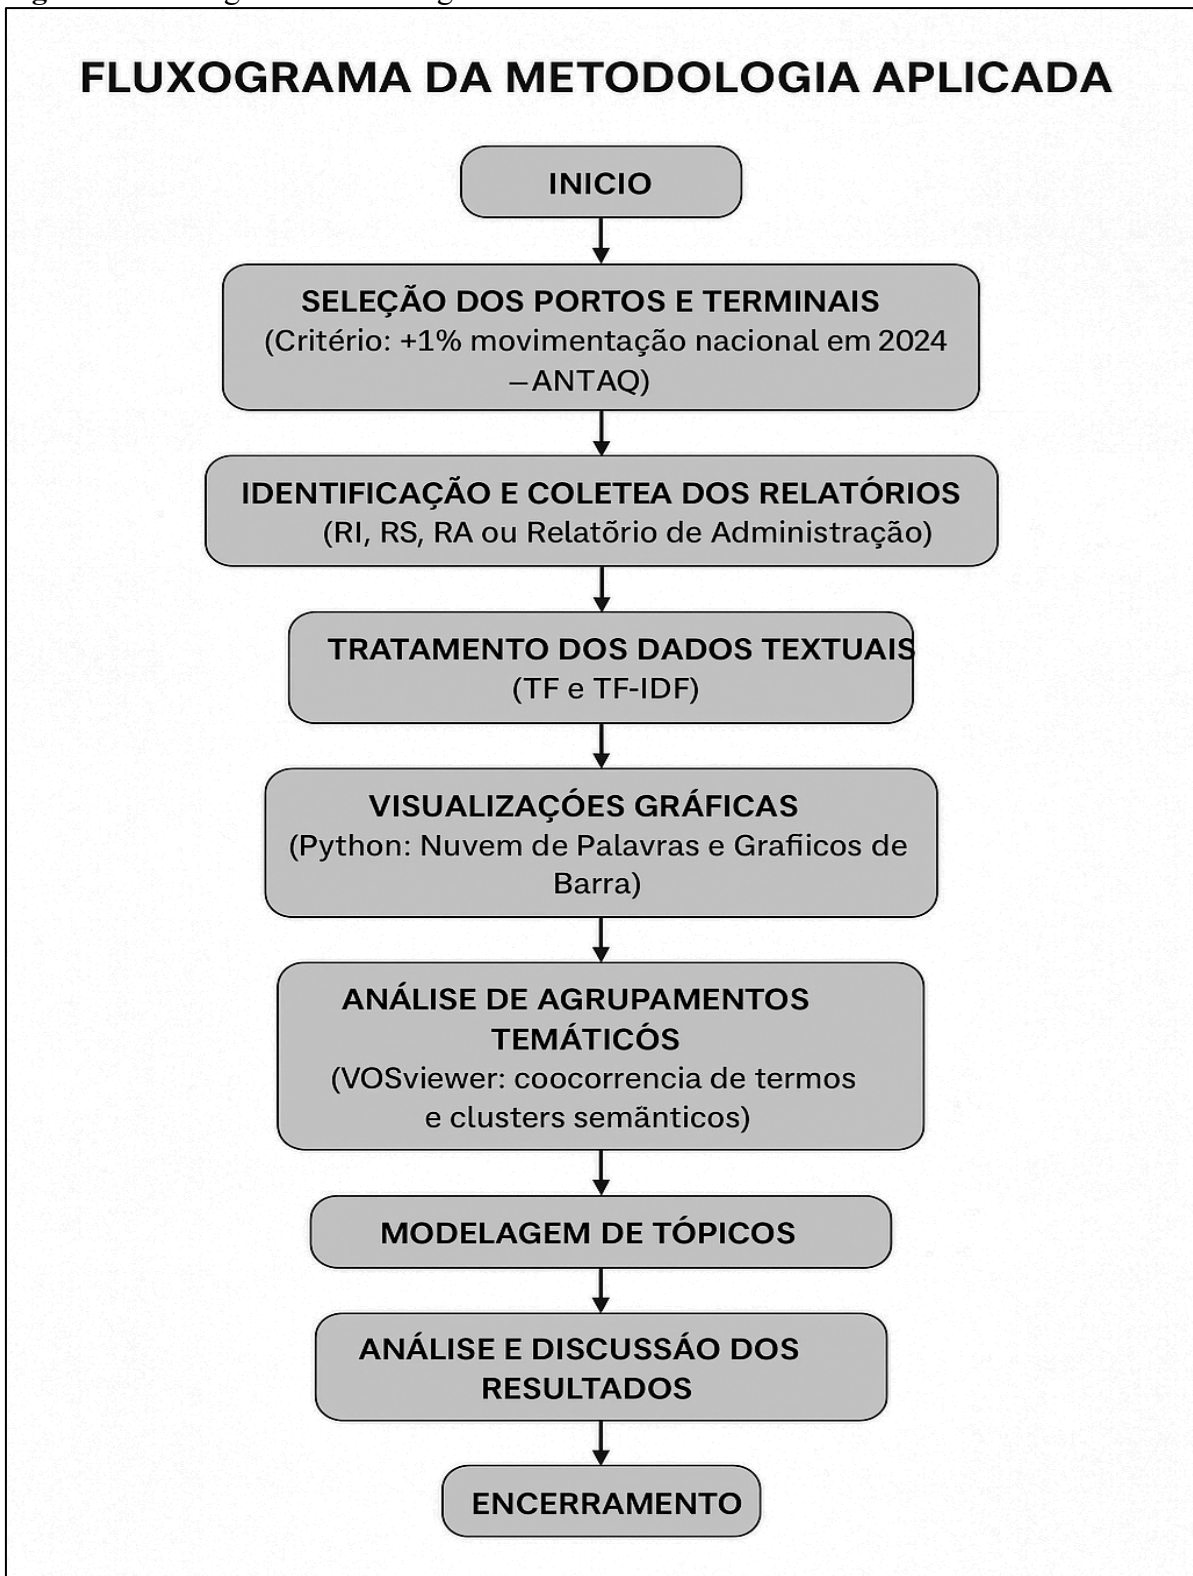 FLUXOGRAMA DA METODOLOGIA APLICADA
INICIO
SELEÇÃO DOS PORTOS E TERMINAIS
(Critério: +1% movimentação nacional em 2024
—ANTAQ)
IDENTIFICAÇÃO E COLETEA DOS RELATÓRIOS
(RI, RS, RA ou Relatõrio de Administração)
TRATAMENTO DOS DADOS TEXTUAIS
(TF e TF-IDF)
VISUALIZAÇÓES GRÁFICAS
(Python: Nuvem de Palavras e Grafiicos de
Barra)
ANÁLISE DE AGRUPAMENTOS
TEMÁTICÓS
(VOSviewer: coocorrencia de termos
e clusters semãnticos)
MODELAGEM DE TÓPICOS
ANÁLISE E DISCUSSÁO DOS
RESULTADOS
ENCERRAMENTO